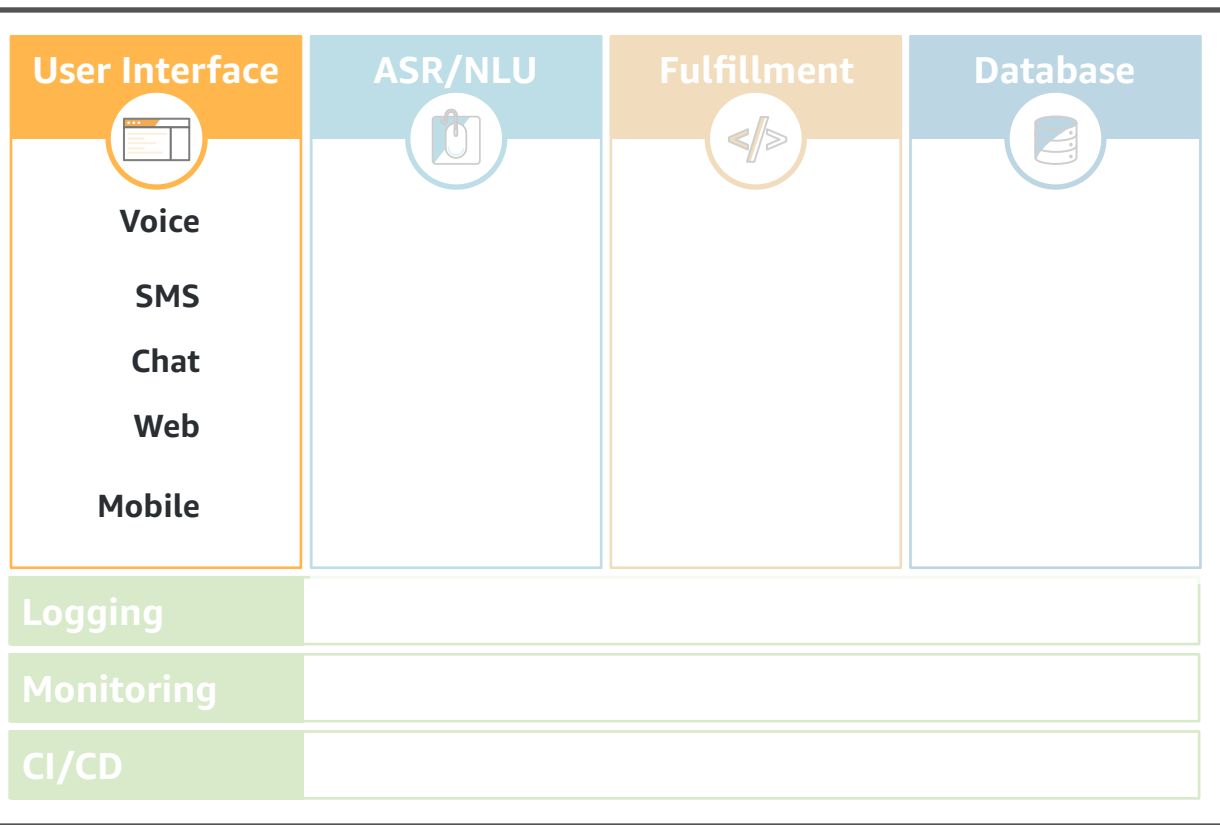 User Interface
ASR/NLU
Fulfillment
Database
</>
Voice
SMS
Chat
Web
Mobile
Logging
Monitoring
CI/CD